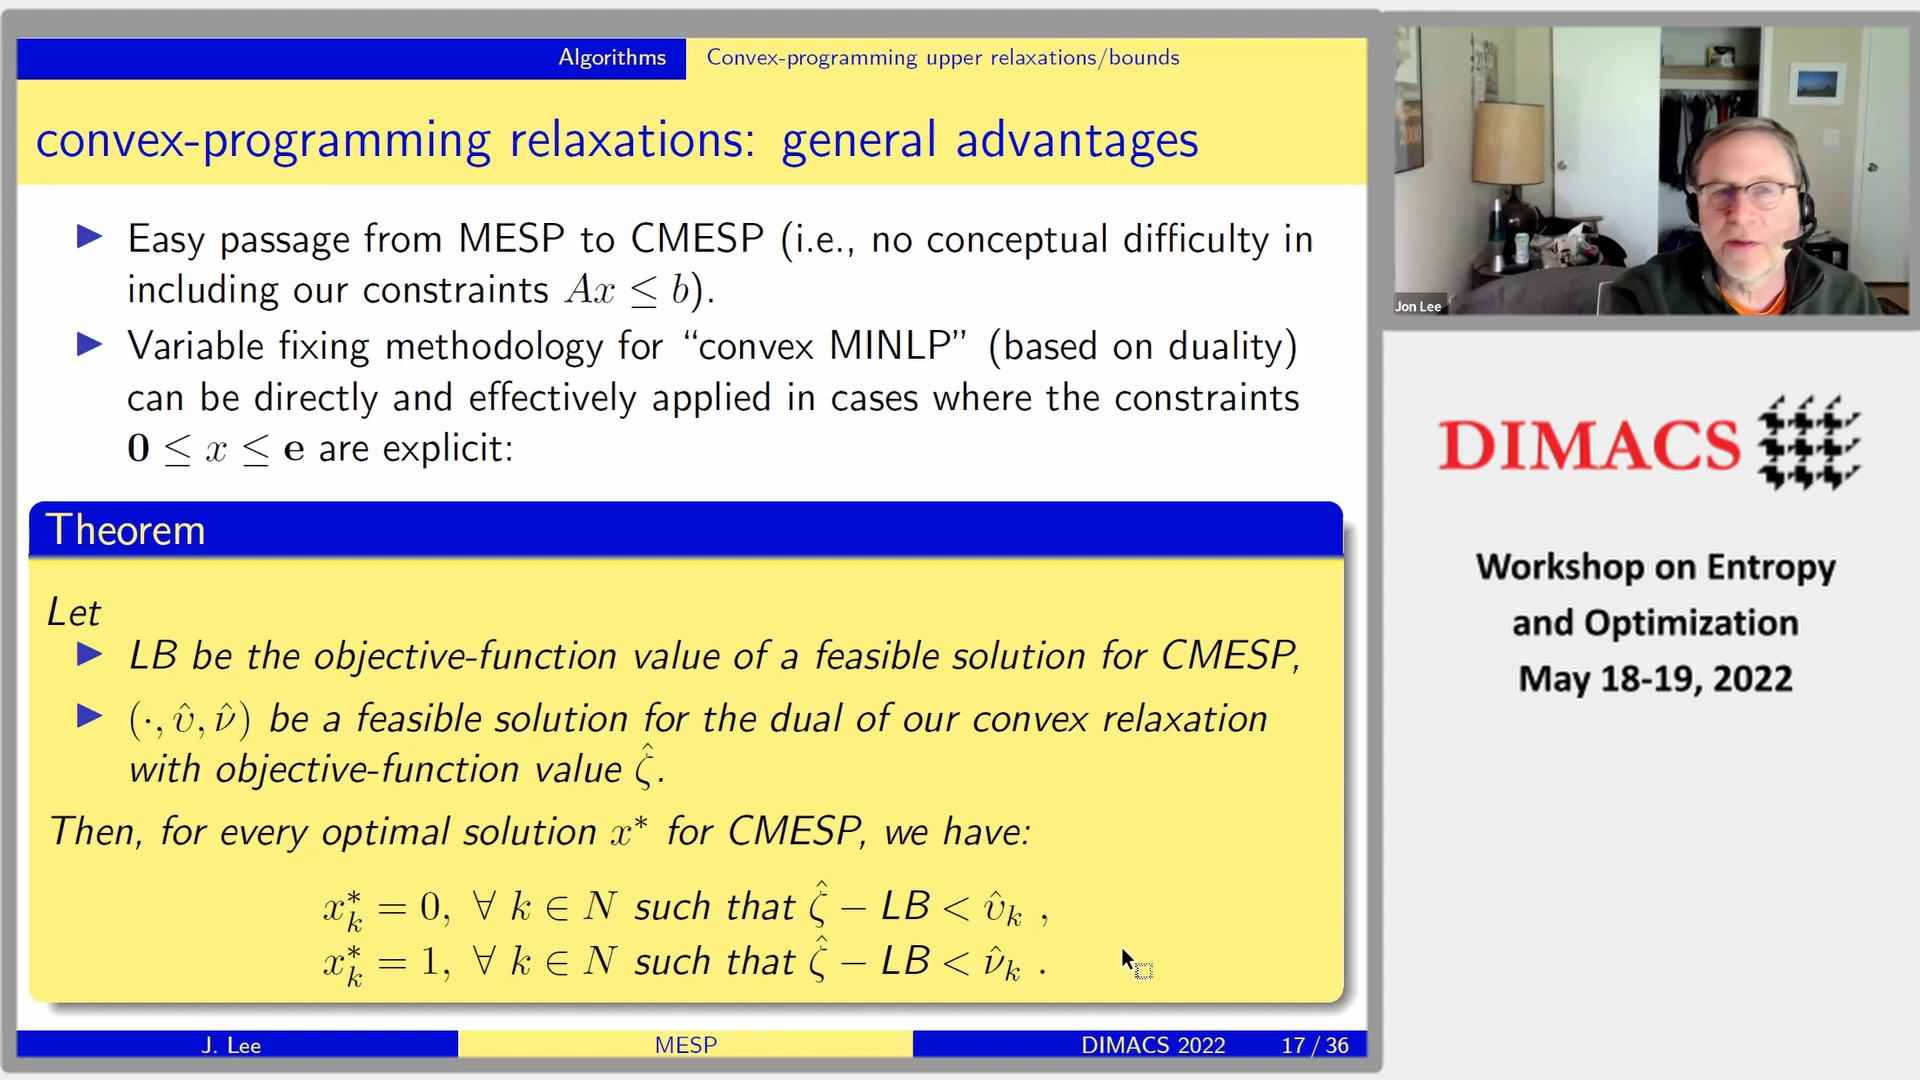 Algorithms Convex-programming upper relaxations/bounds
convex-programming relaxations: general advantages
▶ Easy passage from MESP to CMESP (i.e., no conceptual difficulty in
including our constraints Ax ≤ b).
▶ Variable fixing methodology for “convex MINLP” (based on duality)
can be directly and effectively applied in cases where the constraints
0 ≤ x ≤ e are explicit:
Theorem
Let
▶ LB be the objective-function value of a feasible solution for CMESP,
▶ (·, υ̂, ν̂) be a feasible solution for the dual of our convex relaxation
with objective-function value ζ̂.
Then, for every optimal solution x* for CMESP, we have:
x*ₖ = 0, ∀ k ∈ N such that ζ̂ − LB < υ̂ₖ ,
x*ₖ = 1, ∀ k ∈ N such that ζ̂ − LB < ν̂ₖ .
J. Lee MESP DIMACS 2022 17 / 36
Jon Lee
DIMACS
Workshop on Entropy
and Optimization
May 18-19, 2022